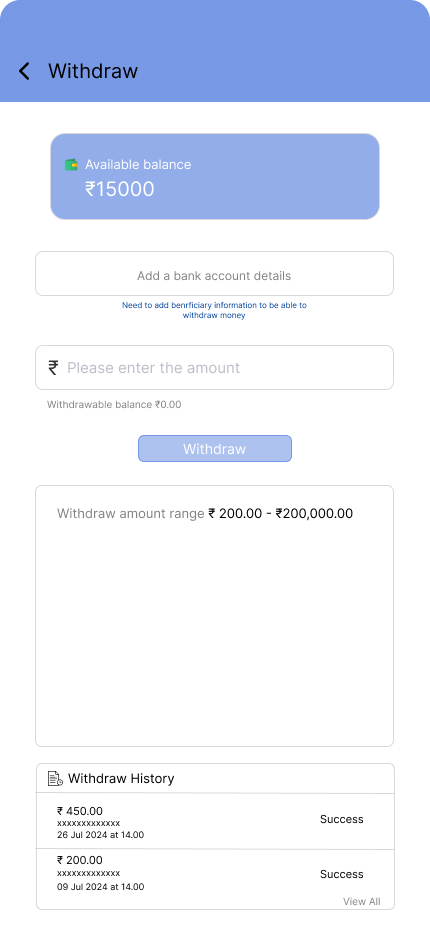 Withdraw
Available balance
₹15000
Add a bank account details
Need to add benrficiary information to be able to
withdraw money
₹ Please enter the amount
Withdrawable balance ₹0.00
Withdraw
Withdraw amount range ₹ 200.00 - ₹200,000.00
Withdraw History
₹ 450.00
xxxxxxxxxxxxx
Success
26 Jul 2024 at 14.00
₹ 200.00
xxxxxxxxxxxxx
Success
09 Jul 2024 at 14.00
View All